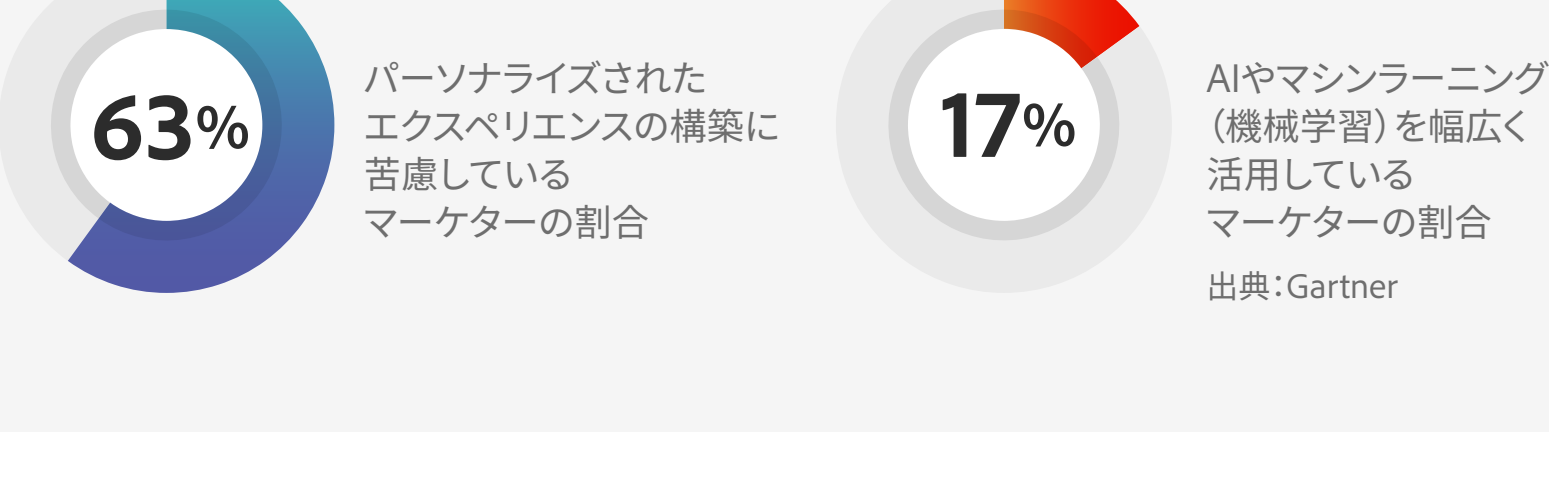 63%
パーソナライズされた
エクスペリエンスの構築に
苦慮している
マーケターの割合
17%
AIやマシンラーニング
（機械学習）を幅広く
活用している
マーケターの割合
出典：Gartner